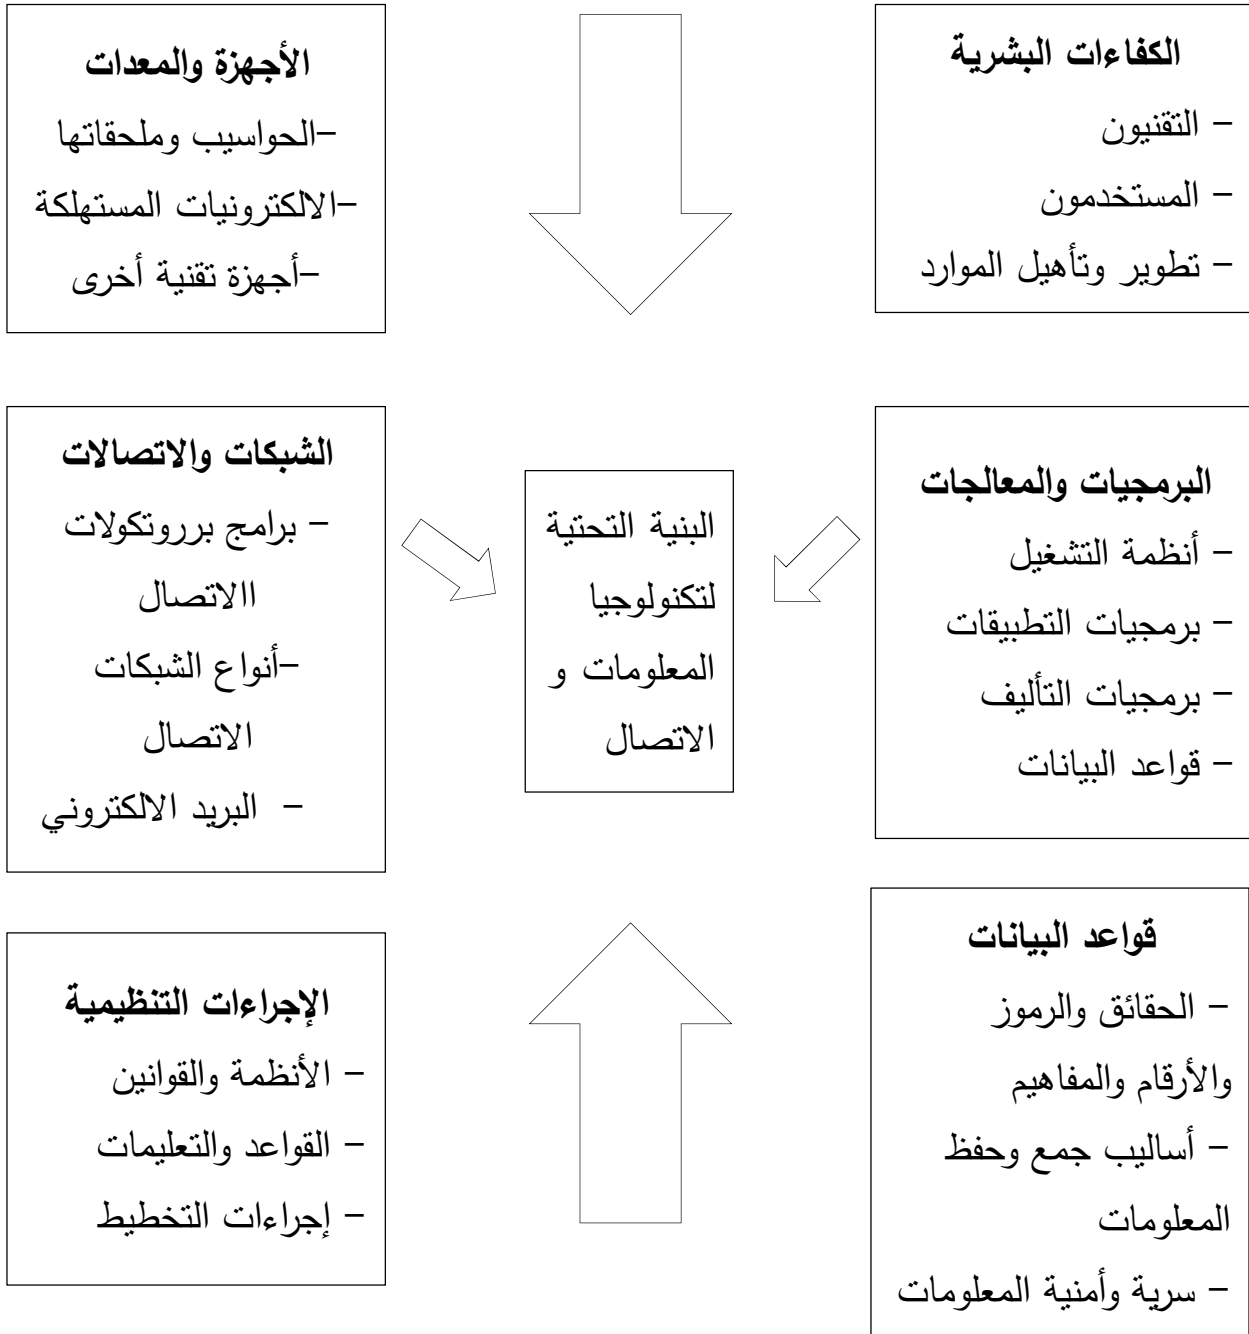 الكفاءات البشرية
- التقنيون
- المستخدمون
- تطوير وتأهيل الموارد
الأجهزة والمعدات
-الحواسيب وملحقاتها
-الالكترونيات المستهلكة
-أجهزة تقنية أخرى
البرمجيات والمعالجات
- أنظمة التشغيل
- برمجيات التطبيقات
- برمجيات التأليف
- قواعد البيانات
البنية التحتية
لتكنولوجيا
المعلومات و
الاتصال
الشبكات والاتصالات
- برامج برروتكولات
االاتصال
-أنواع الشبكات
الاتصال
- البريد الالكتروني
قواعد البيانات
- الحقائق والرموز
والأرقام والمفاهيم
- أساليب جمع وحفظ
المعلومات
- سرية وأمنية المعلومات
الإجراءات التنظيمية
- الأنظمة والقوانين
- القواعد والتعليمات
- إجراءات التخطيط